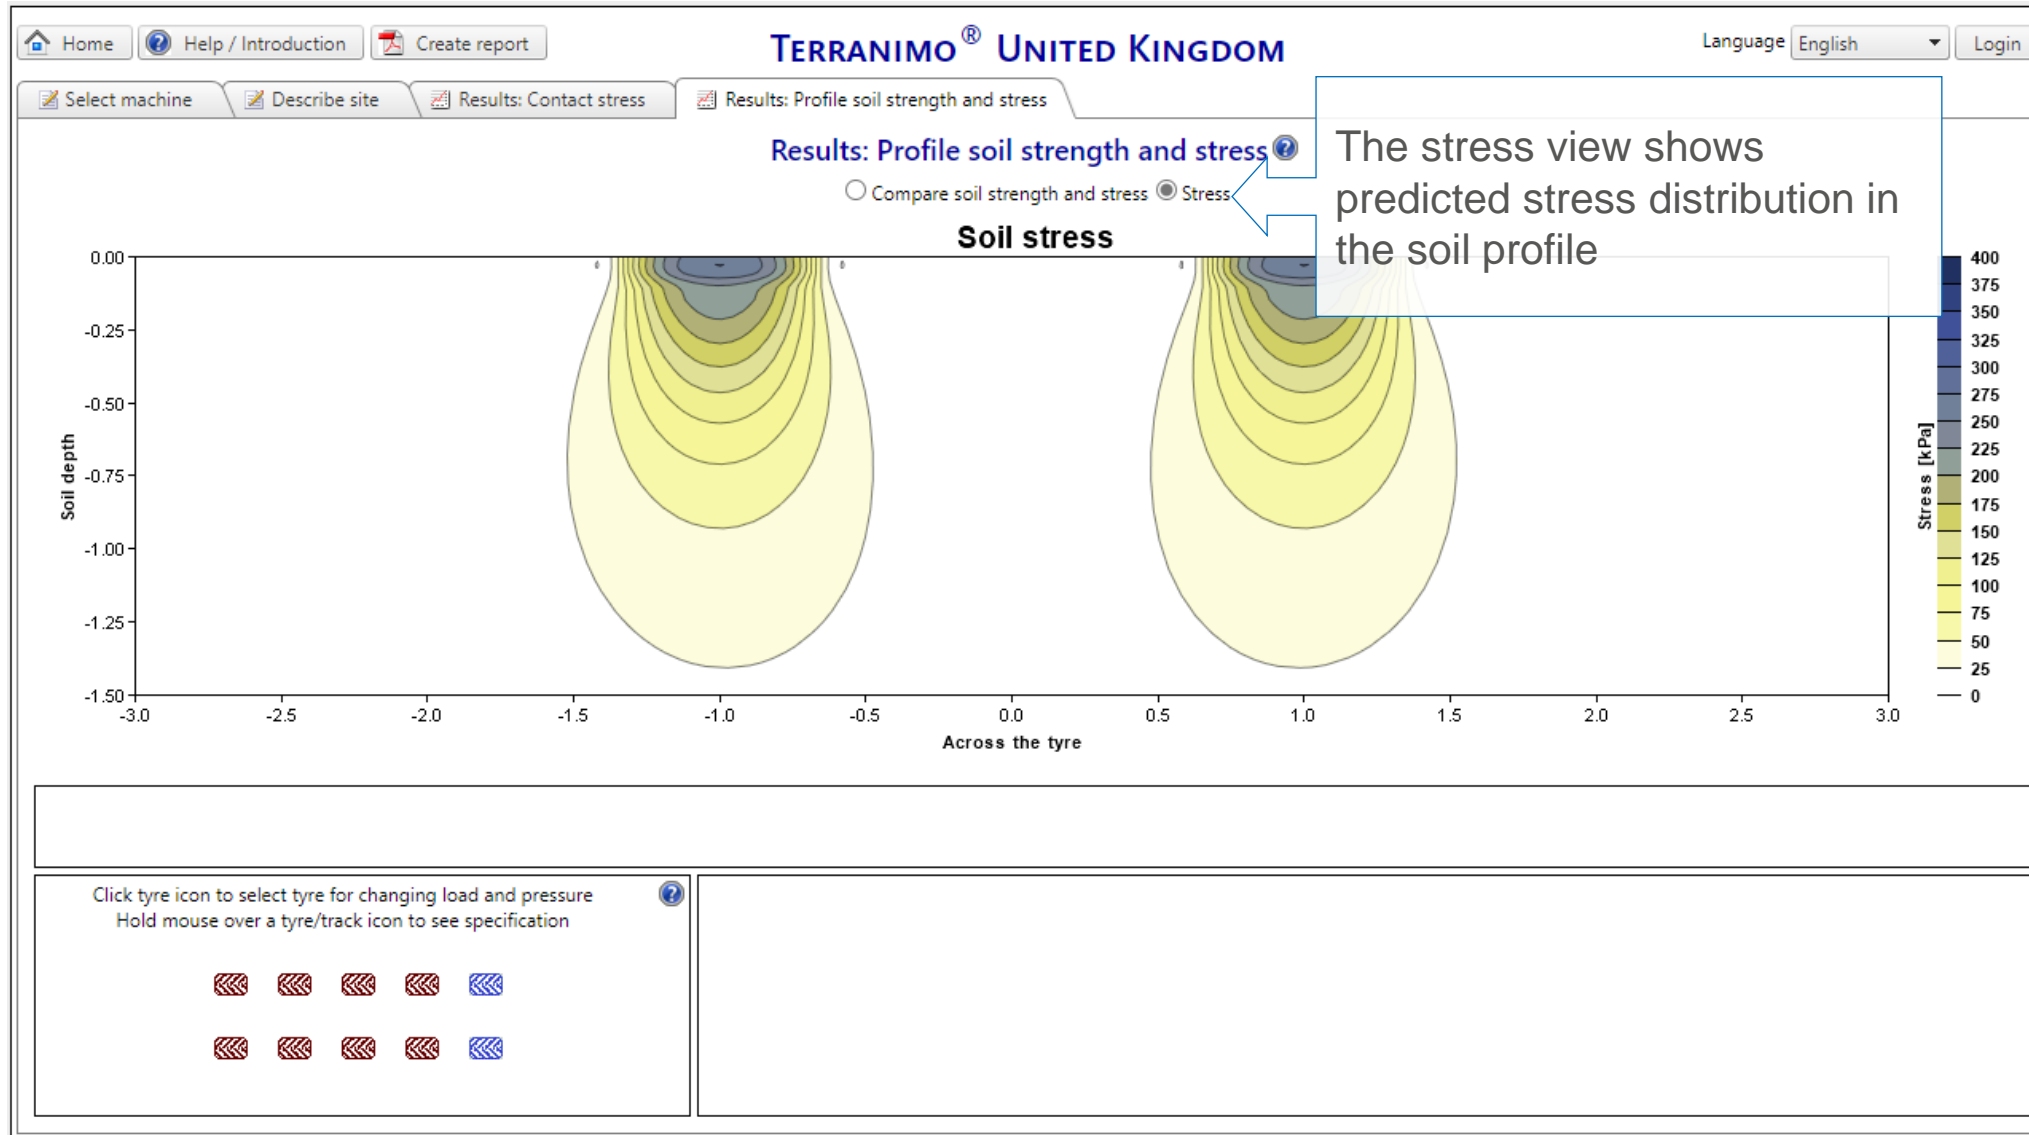 Home
Help / Introduction
Create report
TERRANIMO® UNITED KINGDOM
Language English
Login
Select machine
Describe site
Results: Contact stress
Results: Profile soil strength and stress
Results: Profile soil strength and stress
Compare soil strength and stress
Stress
The stress view shows
predicted stress distribution in
the soil profile
Soil stress
0.00
-0.25
-0.50
-0.75
-1.00
-1.25
-1.50
Soil depth
-3.0
-2.5
-2.0
-1.5
-1.0
-0.5
0.0
0.5
1.0
1.5
2.0
2.5
3.0
Across the tyre
Stress [kPa]
400
375
350
325
300
275
250
225
200
175
150
125
100
75
50
25
0
Click tyre icon to select tyre for changing load and pressure
Hold mouse over a tyre/track icon to see specification